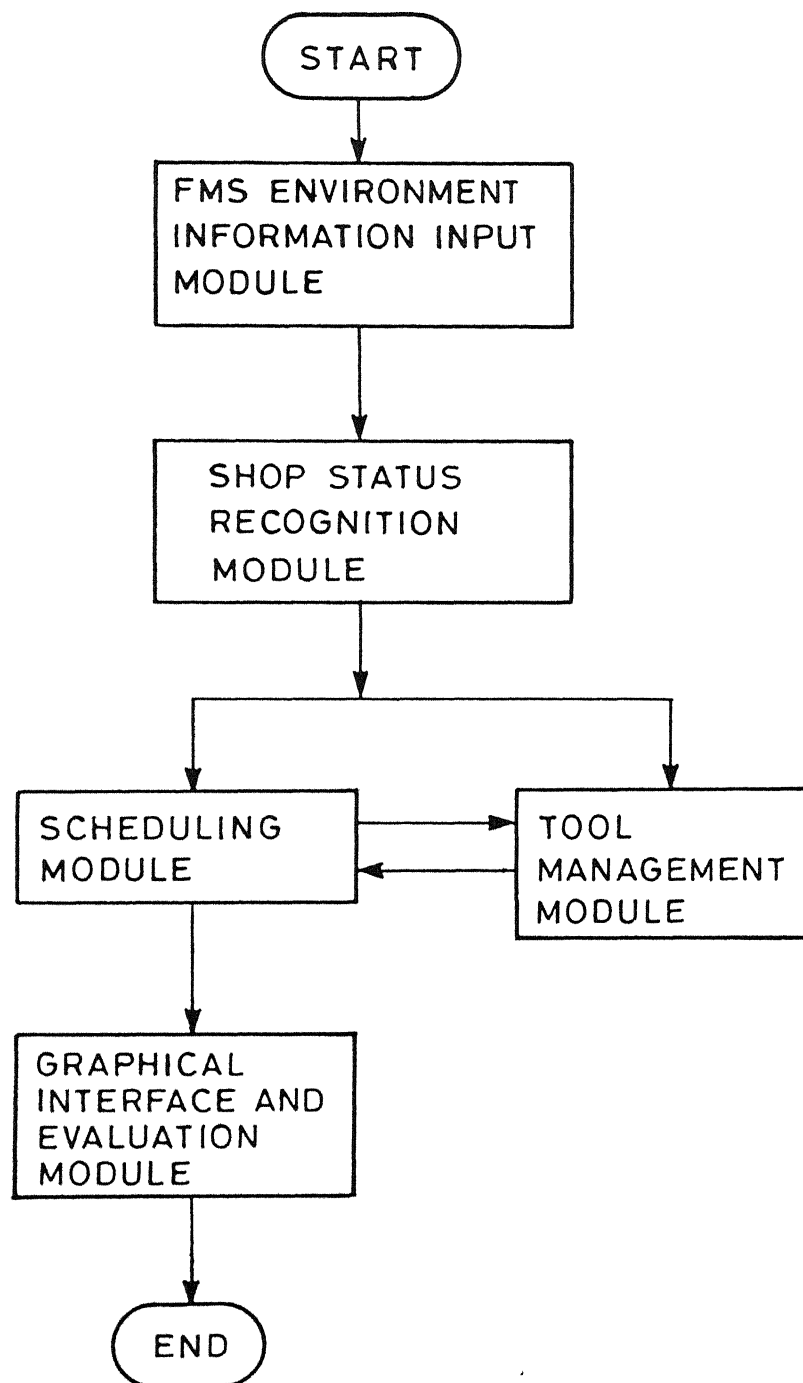 START
FMS ENVIRONMENT
INFORMATION INPUT
MODULE
SHOP STATUS
RECOGNITION
MODULE
SCHEDULING
MODULE
TOOL
MANAGEMENT
MODULE
GRAPHICAL
INTERFACE AND
EVALUATION
MODULE
END